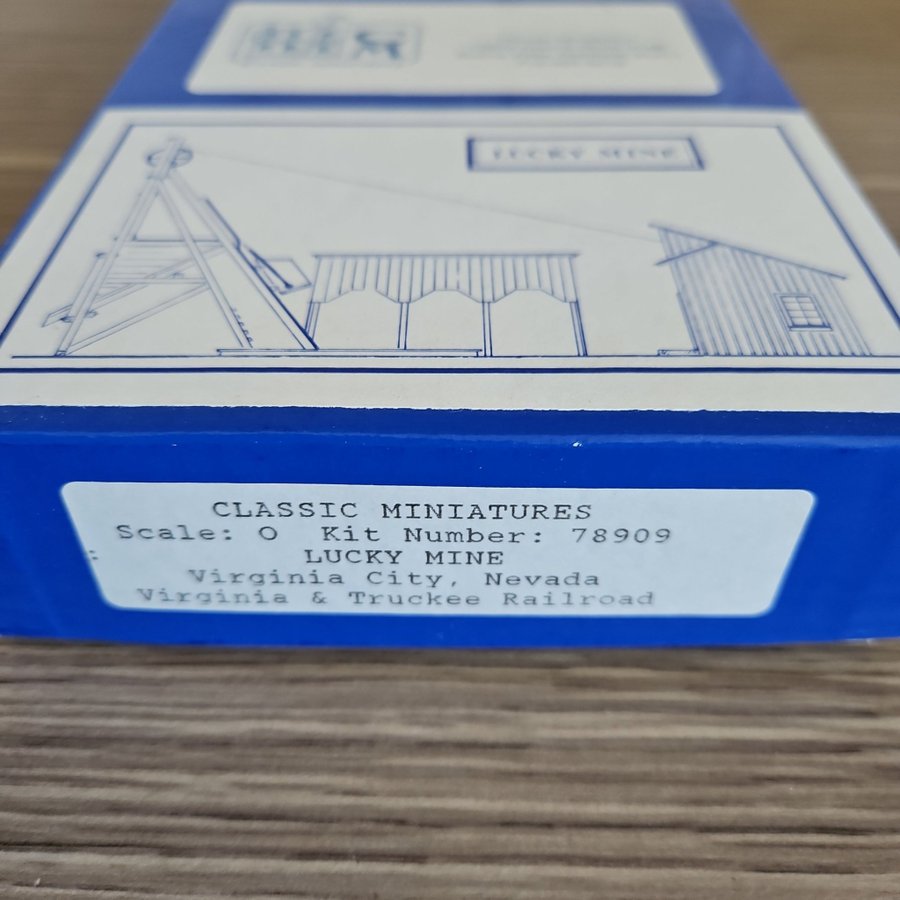 LUCKY MINE
CLASSIC MINIATURES
Scale: O  Kit Number: 78909
LUCKY MINE
Virginia City, Nevada
Virginia & Truckee Railroad